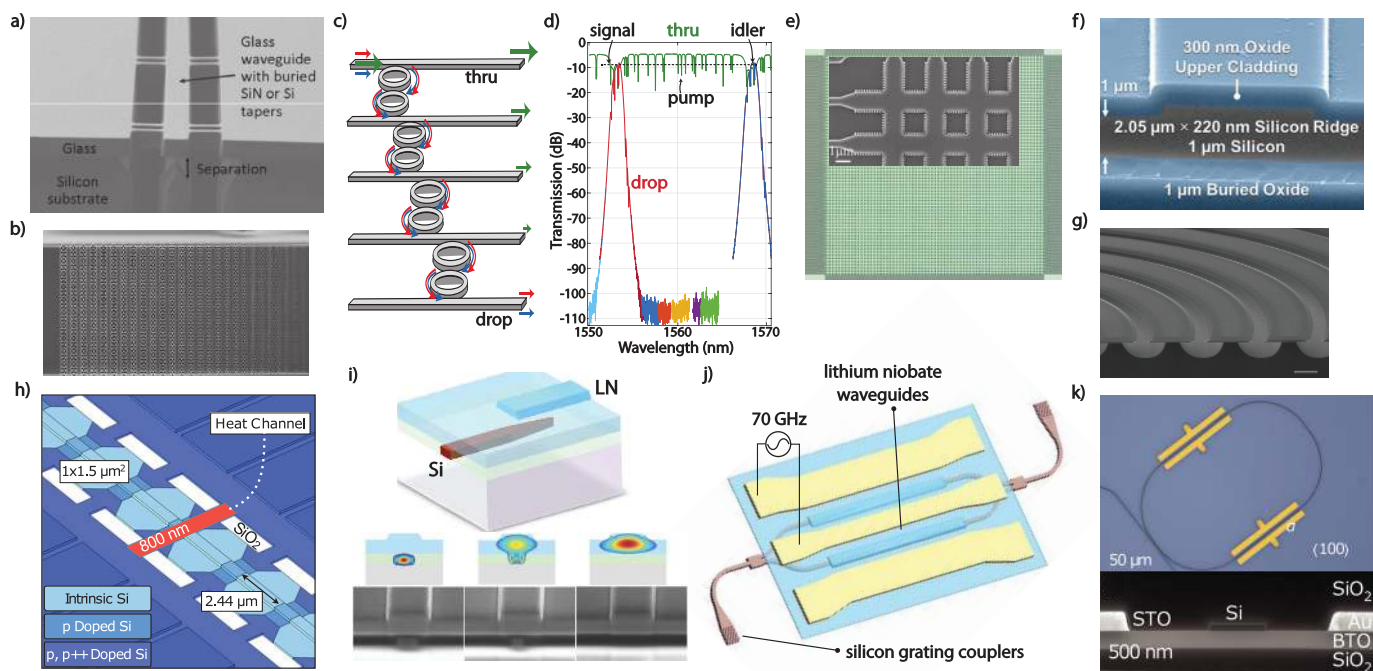 a)
Glass
waveguide
with buried
SiN or Si
tapers
Glass
Separation
Silicon
substrate
b)
c)
thru
drop
d)
signal
thru
idler
pump
drop
Transmission (dB)
0
-10
-20
-30
-40
-50
-60
-70
-80
-90
-100
-110
1550
1560
1570
Wavelength (nm)
e)
f)
300 nm Oxide
Upper Cladding
1 μm
2.05 μm × 220 nm Silicon Ridge
1 μm Silicon
1 μm Buried Oxide
g)
h)
Heat Channel
1x1.5 μm²
800 nm
SiO₂
2.44 μm
Intrinsic Si
p Doped Si
p, p++ Doped Si
i)
LN
Si
j)
lithium niobate
waveguides
70 GHz
silicon grating couplers
k)
a
(100)
50 μm
SiO₂
STO
Si
Au
BTO
500 nm
SiO₂